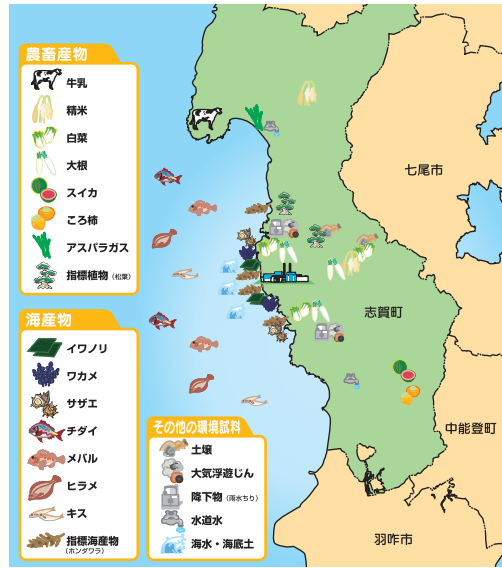 農畜産物
牛乳
精米
白菜
大根
スイカ
ころ柿
アスパラガス
指標植物(松葉)
海産物
イワノリ
ワカメ
サザエ
チダイ
メバル
ヒラメ
キス
指標海産物
(ホンダワラ)
その他の環境試料
土壌
大気浮遊じん
降下物(雨水ちり)
水道水
海水・海底土
七尾市
志賀町
中能登町
羽咋市